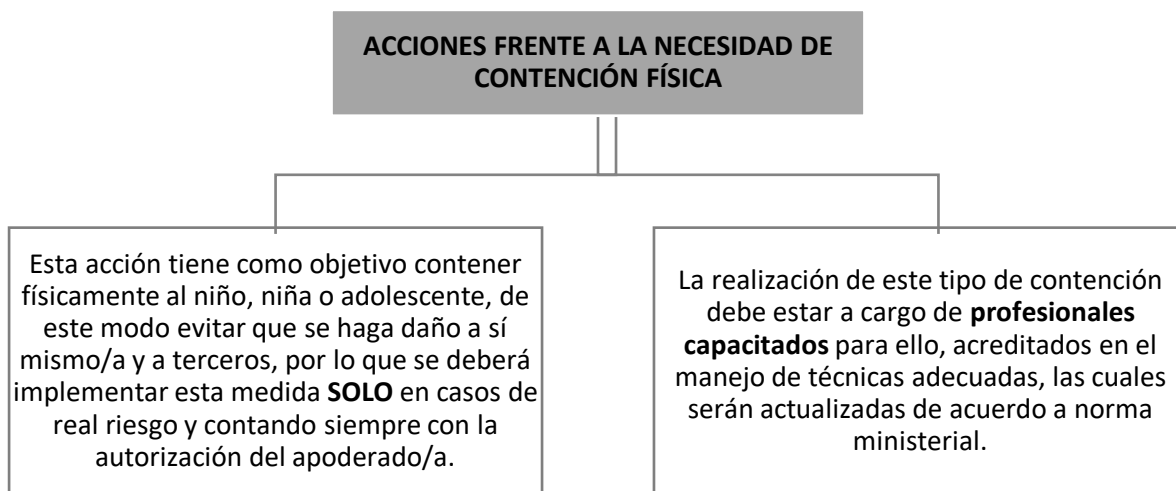 ACCIONES FRENTE A LA NECESIDAD DE
CONTENCIÓN FÍSICA
Esta acción tiene como objetivo contener
físicamente al niño, niña o adolescente, de
este modo evitar que se haga daño a sí
mismo/a y a terceros, por lo que se deberá
implementar esta medida SOLO en casos de
real riesgo y contando siempre con la
autorización del apoderado/a.
La realización de este tipo de contención
debe estar a cargo de profesionales
capacitados para ello, acreditados en el
manejo de técnicas adecuadas, las cuales
serán actualizadas de acuerdo a norma
ministerial.